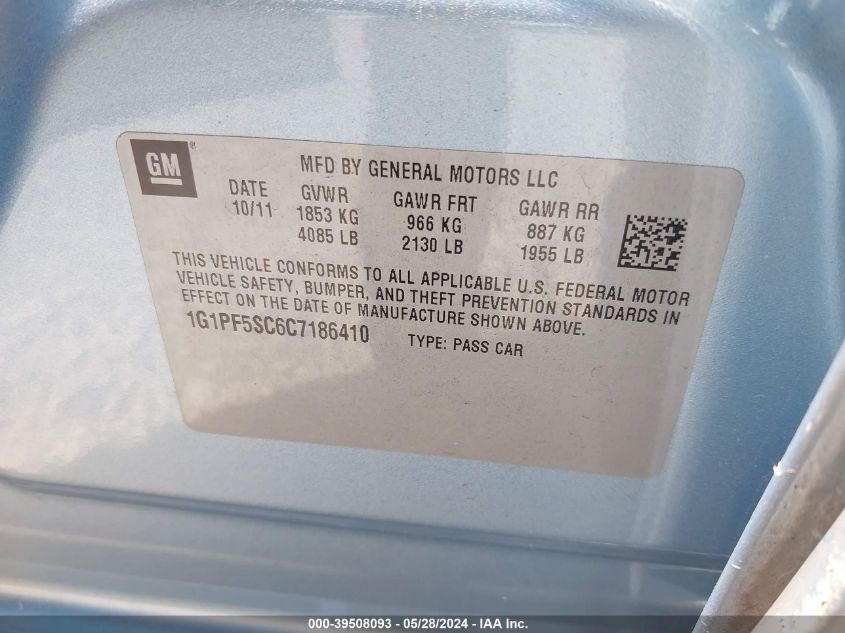 GM ®
MFD BY GENERAL MOTORS LLC
DATE GVWR GAWR FRT GAWR RR
10/11 1853 KG 966 KG 887 KG
4085 LB 2130 LB 1955 LB
THIS VEHICLE CONFORMS TO ALL APPLICABLE U.S. FEDERAL MOTOR
VEHICLE SAFETY, BUMPER, AND THEFT PREVENTION STANDARDS IN
EFFECT ON THE DATE OF MANUFACTURE SHOWN ABOVE.
1G1PF5SC6C7186410 TYPE: PASS CAR
000-39508093 - 05/28/2024 - IAA Inc.